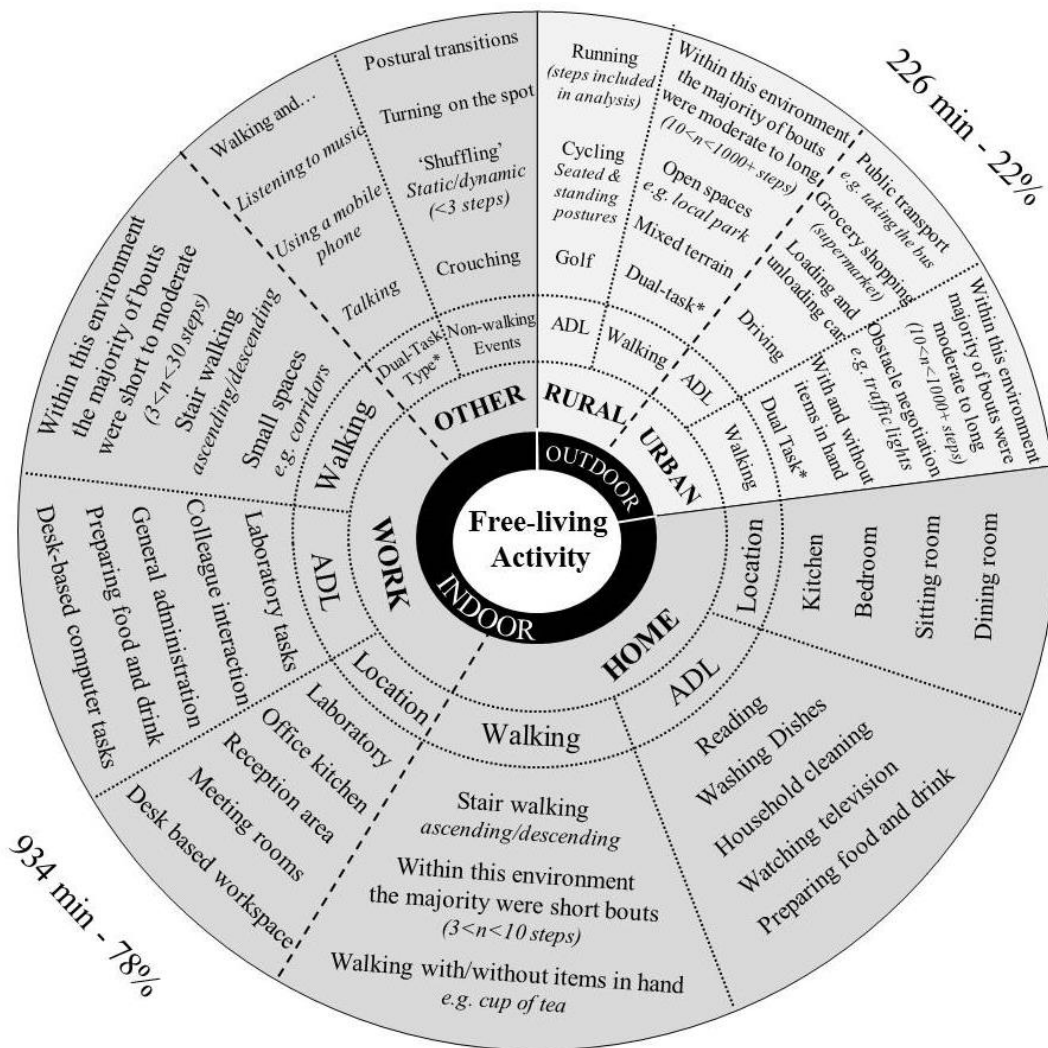 Free-living
Activity
OUTDOOR
INDOOR
226 min - 22%
934 min - 78%
RURAL
ADL
Running
(steps included
in analysis)
Cycling
Seated &
standing
postures
Golf
Walking
Within this environment
the majority of bouts
were moderate to long
(10<n<1000+ steps)
Open spaces
e.g. local park
Mixed terrain
Dual-task*
URBAN
ADL
Public transport
e.g. taking the bus
Grocery shopping
(supermarket)
Loading and
unloading car
Driving
Walking
Within this environment
majority of bouts were
moderate to long
(10<n<1000+ steps)
Obstacle negotiation
e.g. traffic lights
With and without
items in hand
Dual Task*
HOME
Location
Kitchen
Bedroom
Sitting room
Dining room
ADL
Reading
Washing Dishes
Household cleaning
Watching television
Preparing food and drink
Walking
Stair walking
ascending/descending
Within this environment
the majority were short bouts
(3<n<10 steps)
Walking with/without items in hand
e.g. cup of tea
WORK
Location
Laboratory
Office kitchen
Reception area
Meeting rooms
Desk based workspace
ADL
Laboratory tasks
Colleague interaction
General administration
Preparing food and drink
Desk-based computer tasks
Walking
Within this environment
the majority of bouts
were short to moderate
(3<n<30 steps)
Stair walking
ascending/descending
Small spaces
e.g. corridors
OTHER
Dual-Task
Type*
Walking and…
Listening to music
Using a mobile
phone
Talking
Non-walking
Events
Postural transitions
Turning on the spot
‘Shuffling’
Static/dynamic
(<3 steps)
Crouching